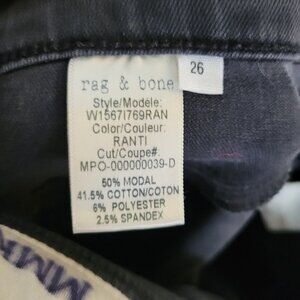 rag & bone
26
Style/Modèle:
W1567I769RAN
Color/Couleur:
RANTI
Cut/Coupe#:
MPO-000000039-D
50% MODAL
41.5% COTTON/COTON
6% POLYESTER
2.5% SPANDEX